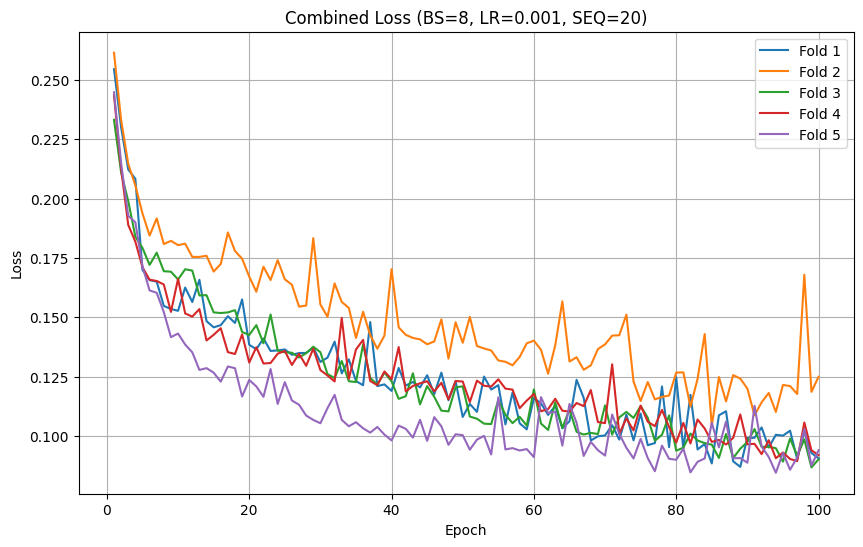 Combined Loss (BS=8, LR=0.001, SEQ=20)
Fold 1
Fold 2
Fold 3
Fold 4
Fold 5
Loss
0.250
0.225
0.200
0.175
0.150
0.125
0.100
0 20 40 60 80 100
Epoch